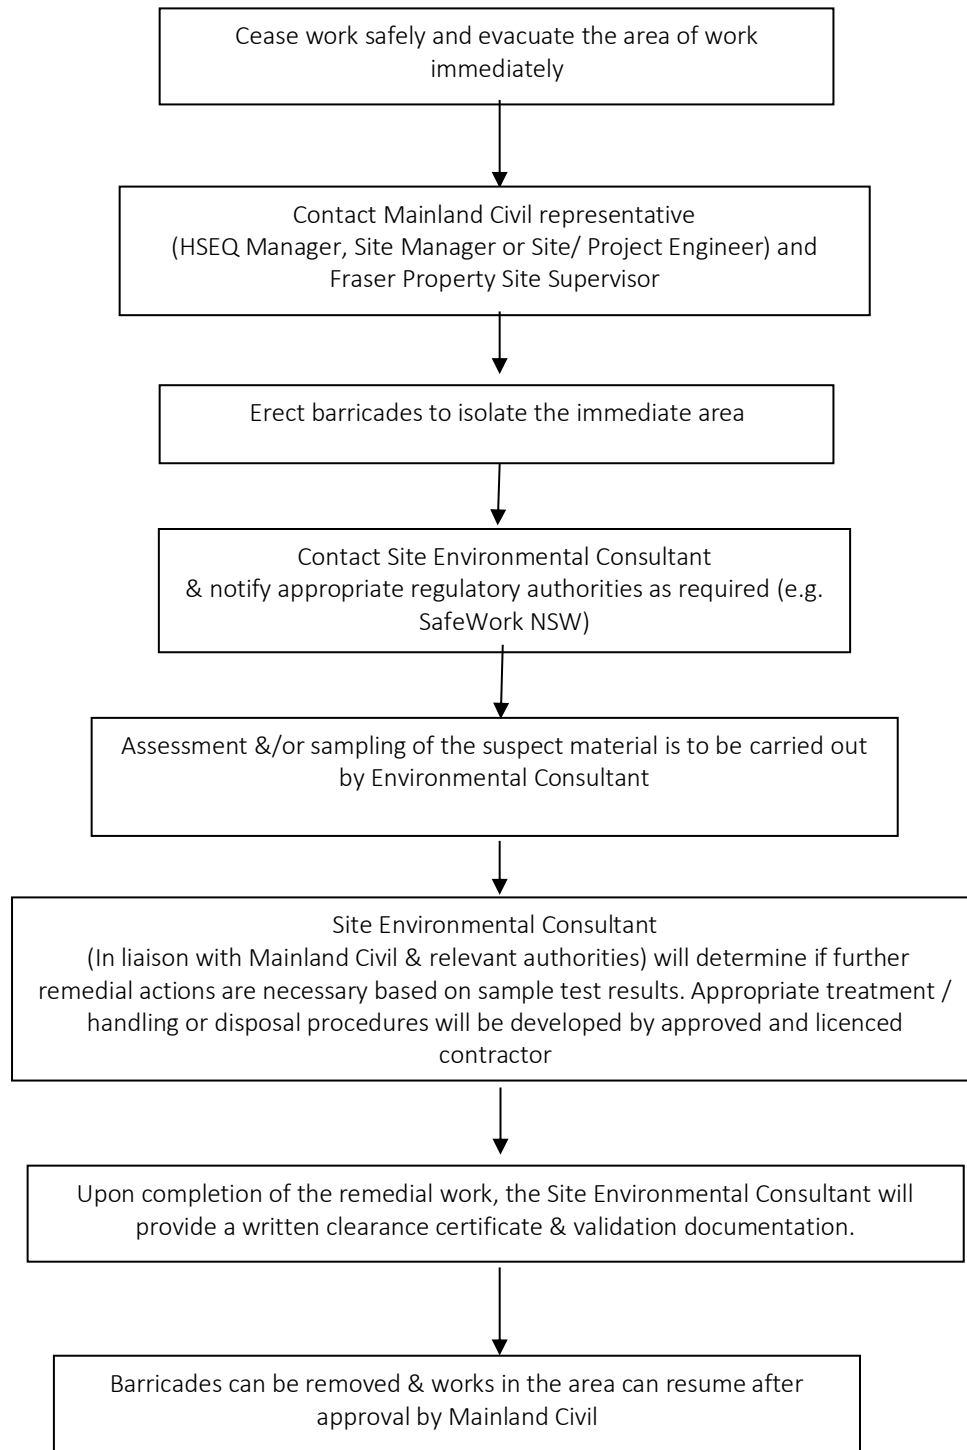 Cease work safely and evacuate the area of work
immediately
Contact Mainland Civil representative
(HSEQ Manager, Site Manager or Site/ Project Engineer) and
Fraser Property Site Supervisor
Erect barricades to isolate the immediate area
Contact Site Environmental Consultant
& notify appropriate regulatory authorities as required (e.g.
SafeWork NSW)
Assessment &/or sampling of the suspect material is to be carried out
by Environmental Consultant
Site Environmental Consultant
(In liaison with Mainland Civil & relevant authorities) will determine if further
remedial actions are necessary based on sample test results. Appropriate treatment /
handling or disposal procedures will be developed by approved and licenced
contractor
Upon completion of the remedial work, the Site Environmental Consultant will
provide a written clearance certificate & validation documentation.
Barricades can be removed & works in the area can resume after
approval by Mainland Civil